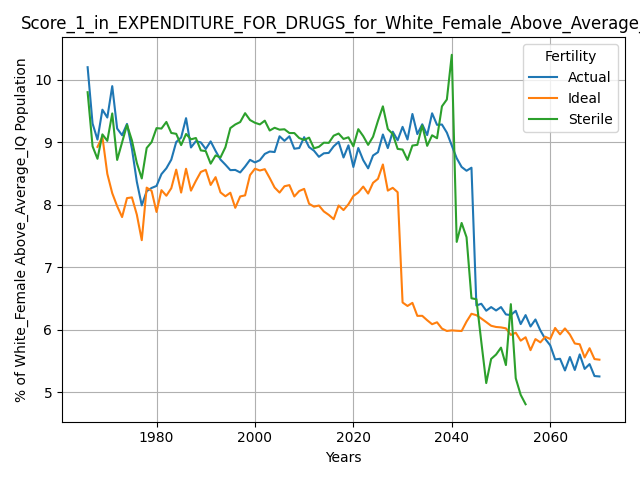 Score_1_in_EXPENDITURE_FOR_DRUGS_for_White_Female_Above_Average_
% of White_Female Above_Average_IQ Population
10
9
8
7
6
5
Fertility
Actual
Ideal
Sterile
1980
2000
2020
2040
2060
Years